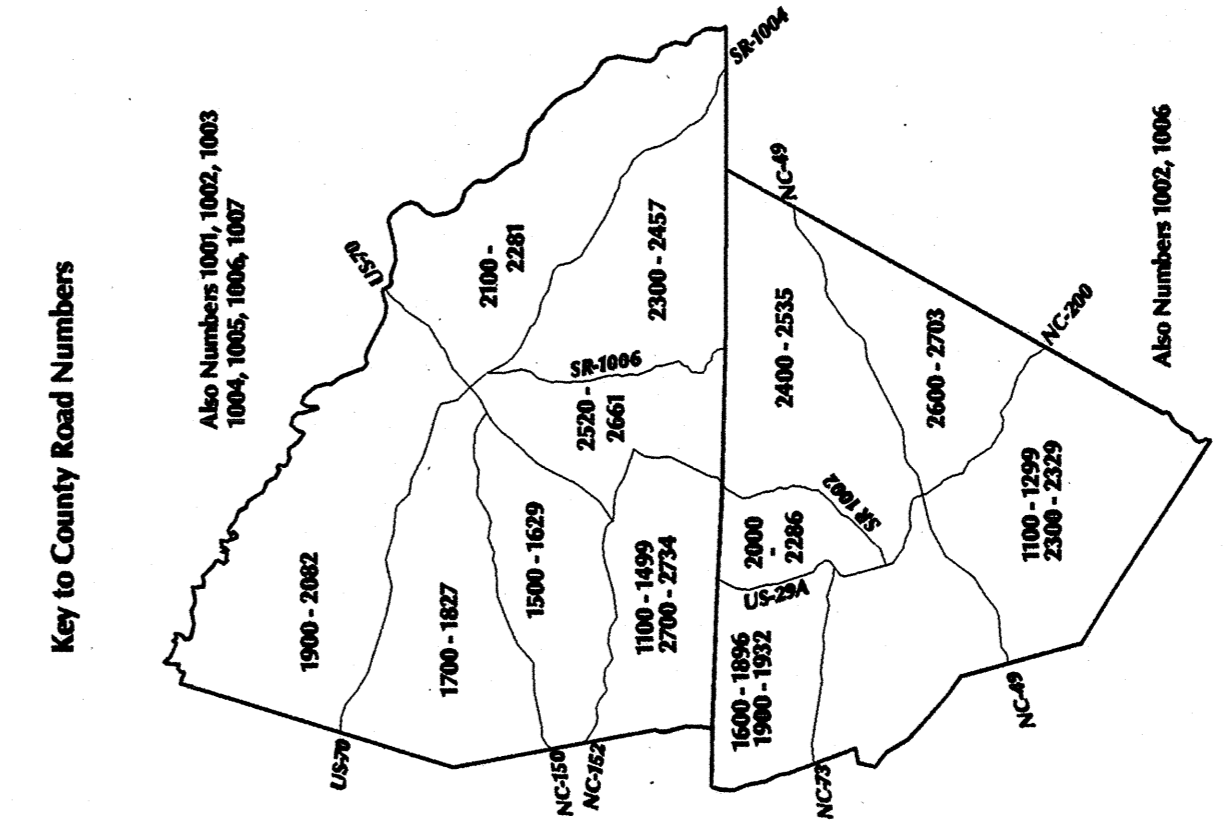 Key to County Road Numbers
Also Numbers 1001, 1002, 1003
1004, 1005, 1006, 1007
US-70
1900 - 2082
US-70
1700 - 1827
2100 -
2281
NC-150
1500 - 1629
SR-1006
2520 -
2661
2300 - 2457
SR-1004
NC-152
1100 - 1499
2700 - 2734
1600 - 1896
1900 - 1932
US-29A
2000
-
2286
SR 1002
2400 - 2535
NC-49
NC-73
2600 - 2703
NC-200
NC-49
1100 - 1299
2300 - 2329
Also Numbers 1002, 1006